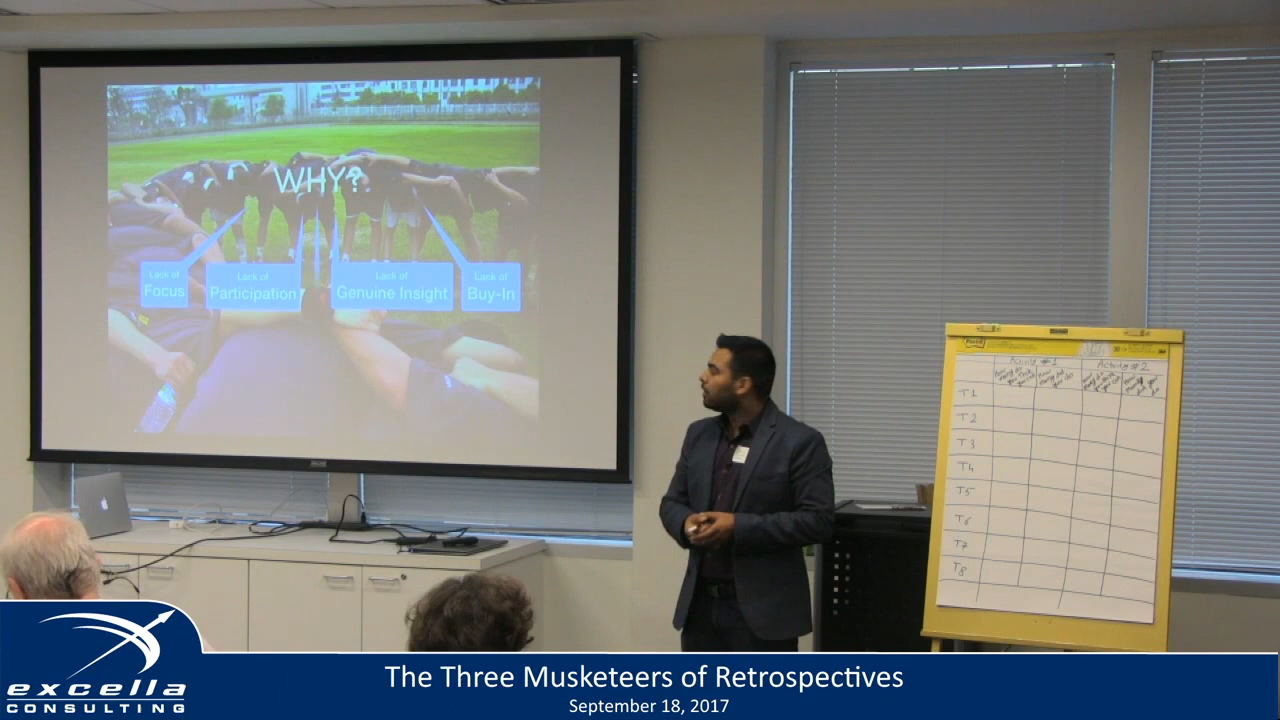 WHY?
Lack of
Focus
Lack of
Participation
Lack of
Genuine Insight
Lack of
Buy-In
Activity #1
Activity #2
T1
T2
T3
T4
T5
T6
T7
T8
excella
CONSULTING
The Three Musketeers of Retrospectives
September 18, 2017